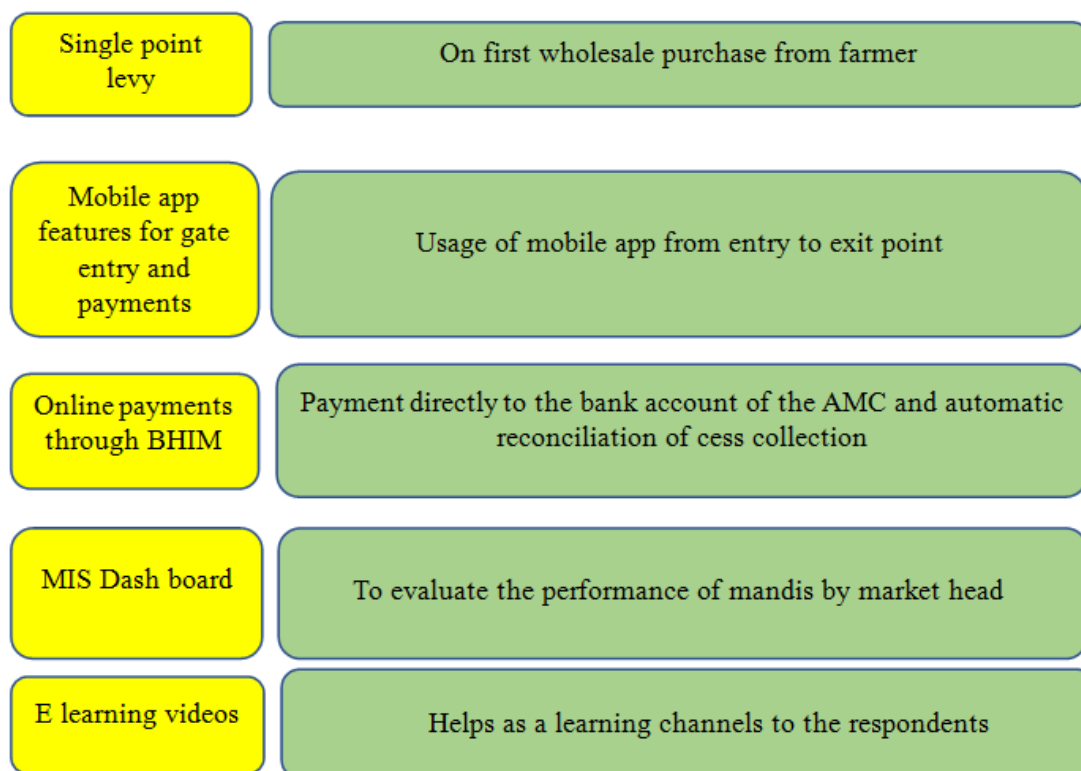 Single point
levy
On first wholesale purchase from farmer
Mobile app
features for gate
entry and
payments
Usage of mobile app from entry to exit point
Online payments
through BHIM
Payment directly to the bank account of the AMC and automatic
reconciliation of cess collection
MIS Dash board
To evaluate the performance of mandis by market head
E learning videos
Helps as a learning channels to the respondents